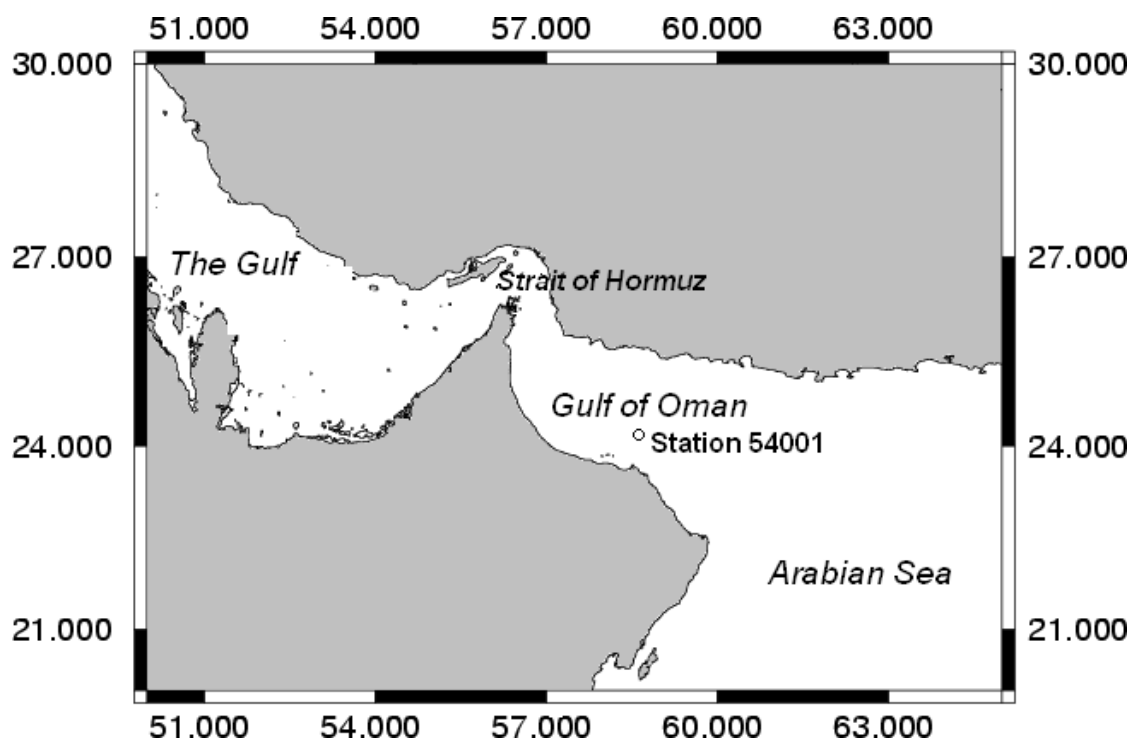 51.000 54.000 57.000 60.000 63.000
30.000 30.000
The Gulf
27.000 27.000
Strait of Hormuz
Gulf of Oman
Station 54001
24.000 24.000
Arabian Sea
21.000 21.000
51.000 54.000 57.000 60.000 63.000